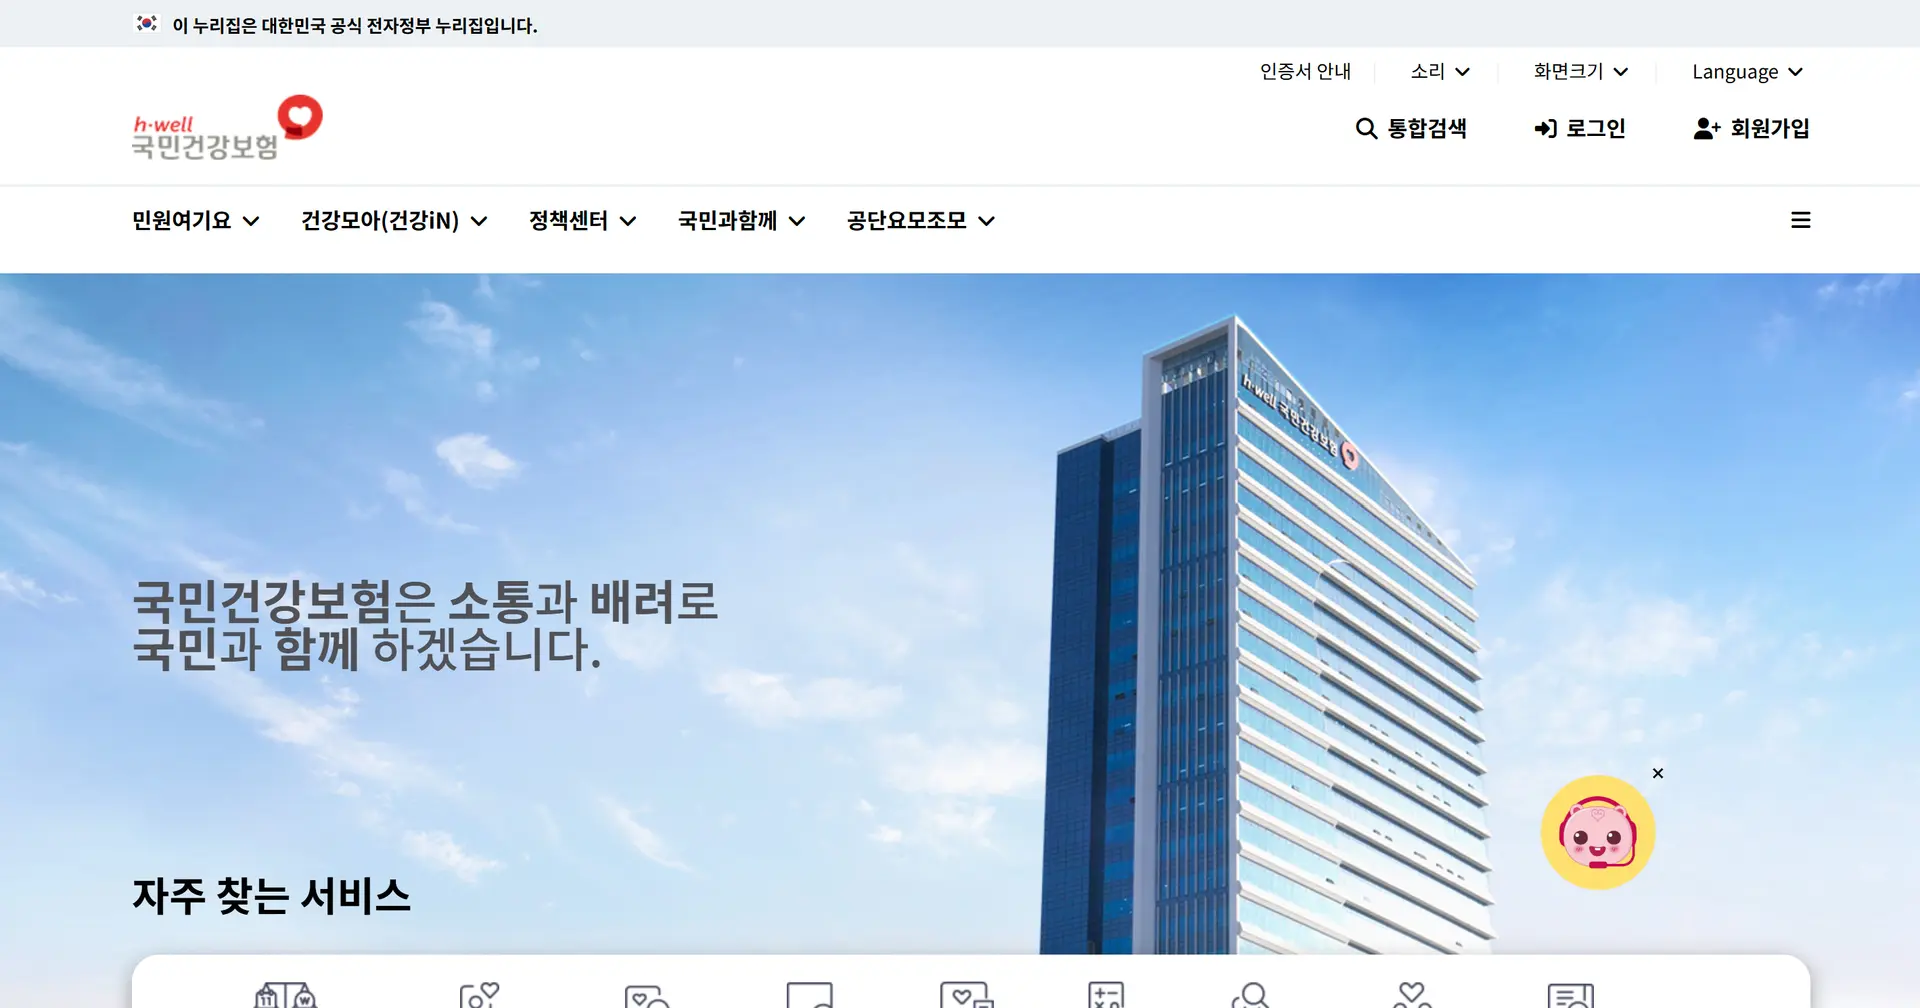 이 누리집은 대한민국 공식 전자정부 누리집입니다.
인증서 안내
소리
화면크기
Language
h·well
국민건강보험
통합검색
로그인
회원가입
민원여기요
건강모아(건강iN)
정책센터
국민과함께
공단요모조모
h·well 국민건강보험
국민건강보험은 소통과 배려로
국민과 함께 하겠습니다.
자주 찾는 서비스